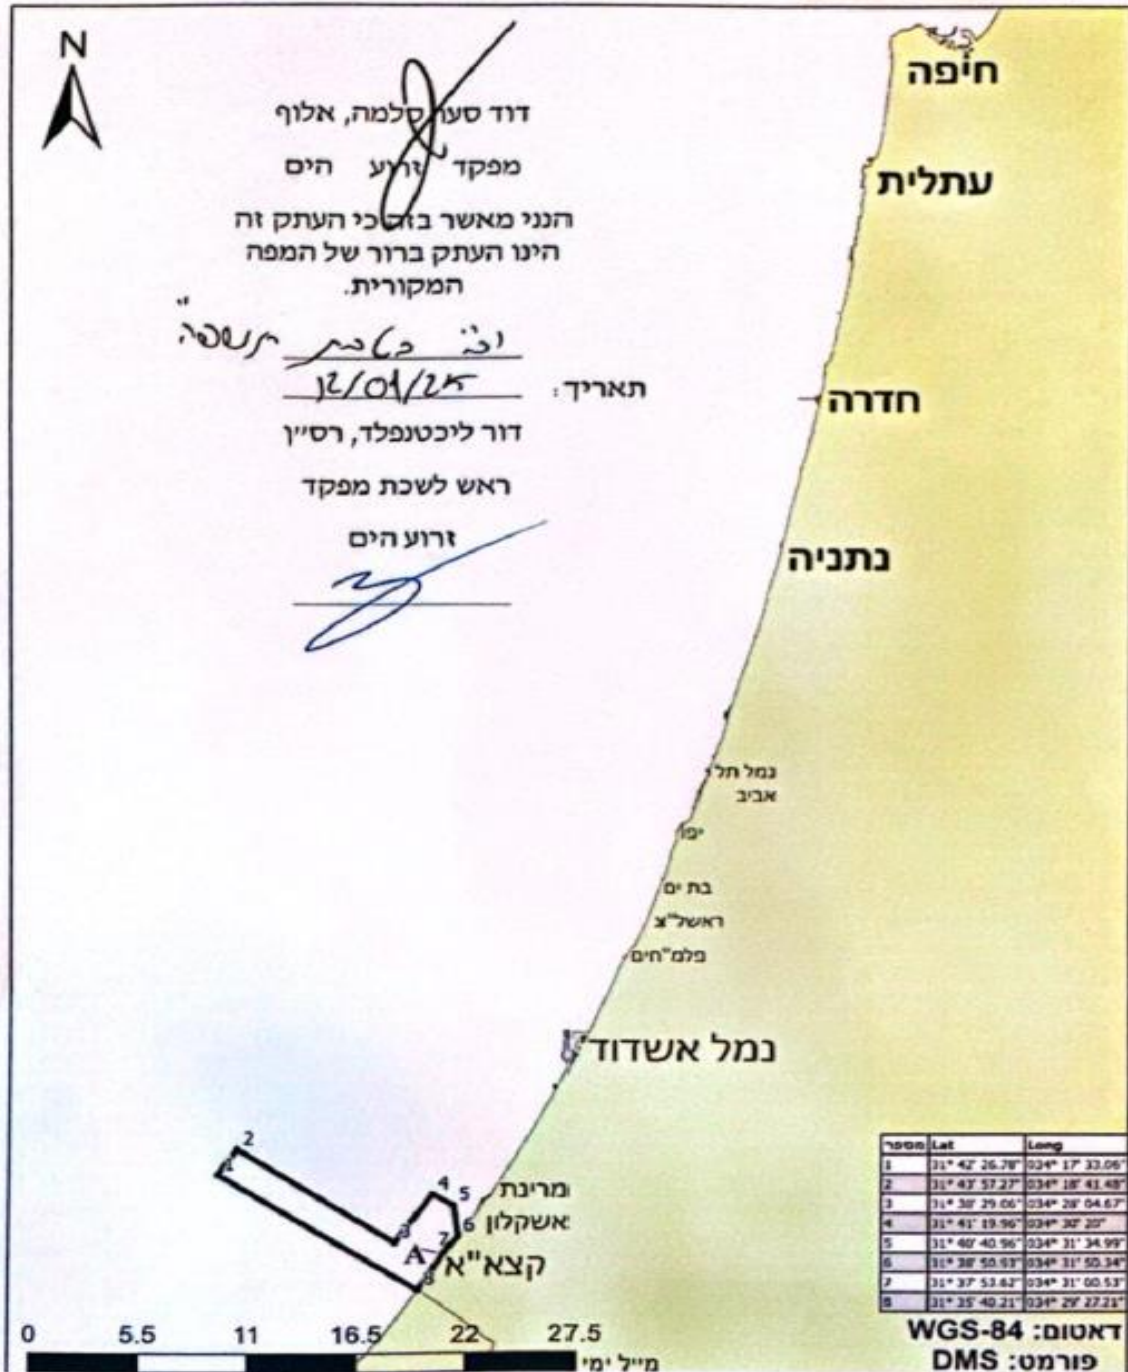 N
דוד סער סלמה, אלוף
מפקד זרוע הים
הנני מאשר בזה כי העתק זה
הינו העתק ברור של המפה
המקורית.
י"ב בטבת תשפ"ה
תאריך: 12/01/25
דור ליכטנפלד, רס"ן
ראש לשכת מפקד
זרוע הים
חיפה
עתלית
חדרה
נתניה
נמל תל
אביב
יפו
בת ים
ראשל"צ
פלמ"חים
נמל אשדוד
מרינת
אשקלון
קצא"א
A
1
2
3
4
5
6
7
8
מספר Lat Long
1 31° 42' 26.78" 034° 17' 33.06"
2 31° 43' 57.27" 034° 18' 41.48"
3 31° 38' 29.06" 034° 28' 04.67"
4 31° 41' 19.96" 034° 30' 20"
5 31° 40' 40.96" 034° 31' 34.99"
6 31° 38' 50.93" 034° 31' 50.34"
7 31° 37' 53.62" 034° 31' 00.53"
8 31° 35' 40.21" 034° 29' 27.21"
דאטום: WGS-84
פורמט: DMS
0 5.5 11 16.5 22 27.5
מייל ימי